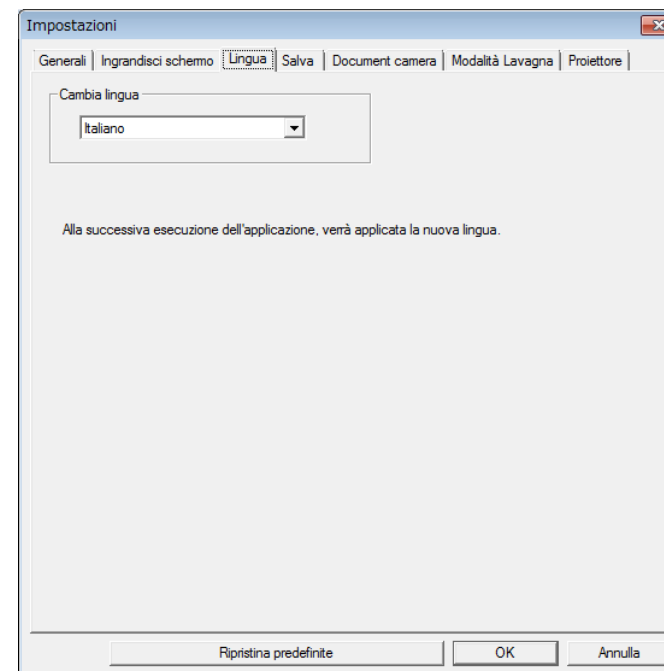 Impostazioni
Generali Ingrandisci schermo Lingua Salva Document camera Modalità Lavagna Proiettore
Cambia lingua
Italiano
Alla successiva esecuzione dell'applicazione, verrà applicata la nuova lingua.
Ripristina predefinite OK Annulla